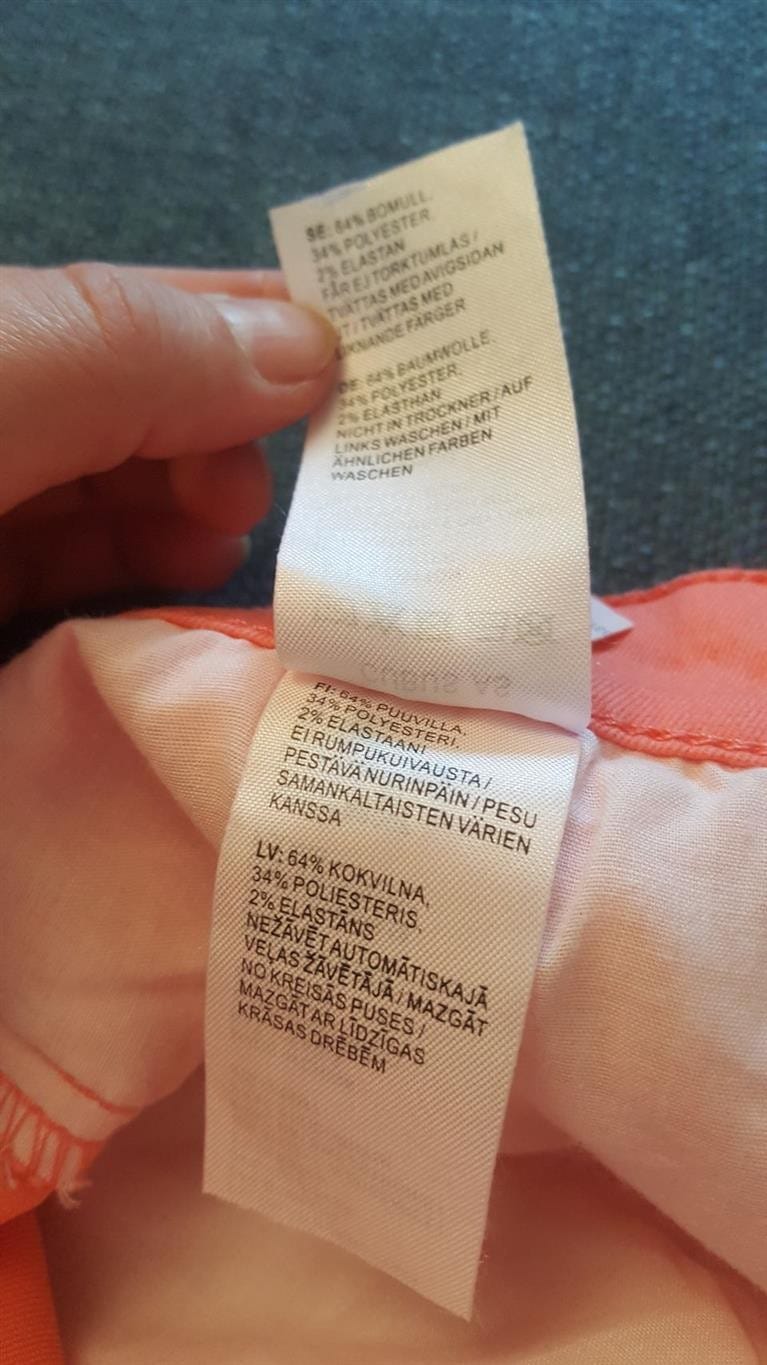 SE: 64% BOMULL.
34% POLYESTER.
2% ELASTAN
FÅR EJ TORKTUMLAS /
TVÄTTAS MED AVIGSIDAN
UT / TVÄTTAS MED
LIKNANDE FÄRGER
DE: 64% BAUMWOLLE.
34% POLYESTER.
2% ELASTHAN
NICHT IN TROCKNER / AUF
LINKS WASCHEN / MIT
ÄHNLICHEN FARBEN
WASCHEN
FI: 64% PUUVILLA,
34% POLYESTERI,
2% ELASTAANI
EI RUMPUKUIVAUSTA /
PESTÄVÄ NURINPÄIN / PESU
SAMANKALTAISTEN VÄRIEN
KANSSA
LV: 64% KOKVILNA,
34% POLIESTERIS,
2% ELASTĀNS
NEŽĀVĒT AUTOMĀTISKAJĀ
VEĻAS ŽĀVĒTĀJĀ / MAZGĀT
NO KREISĀS PUSES /
MAZGĀT AR LĪDZĪGAS
KRĀSAS DRĒBĒM